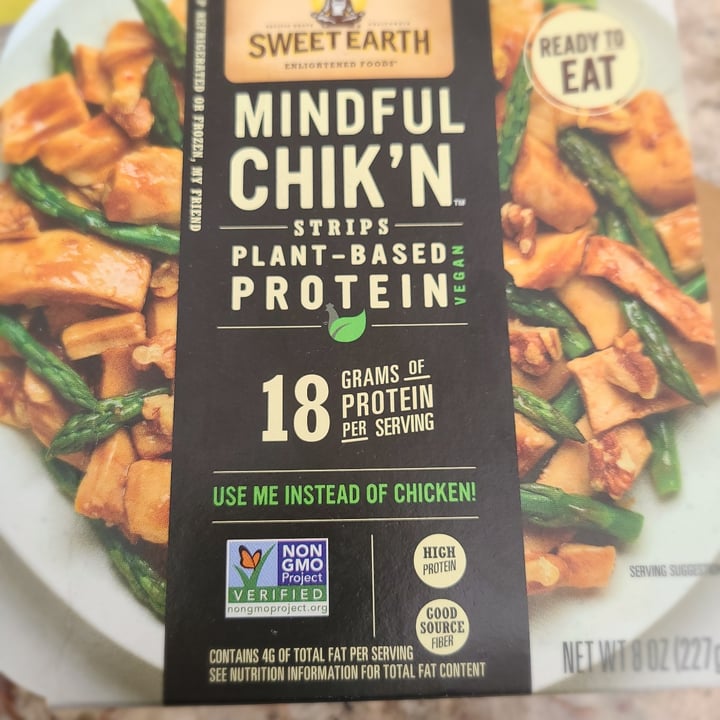 SWEET EARTH
ENLIGHTENED FOODS
READY TO
EAT
REFRIGERATED OR FROZEN, MY FRIEND
MINDFUL
CHIK'N™
STRIPS
PLANT-BASED
PROTEIN
VEGAN
18
GRAMS OF
PROTEIN
PER SERVING
USE ME INSTEAD OF CHICKEN!
NON
GMO
Project
VERIFIED
nongmoproject.org
HIGH
PROTEIN
GOOD
SOURCE
FIBER
CONTAINS 4G OF TOTAL FAT PER SERVING
SEE NUTRITION INFORMATION FOR TOTAL FAT CONTENT
SERVING
NET WT 8 OZ (227